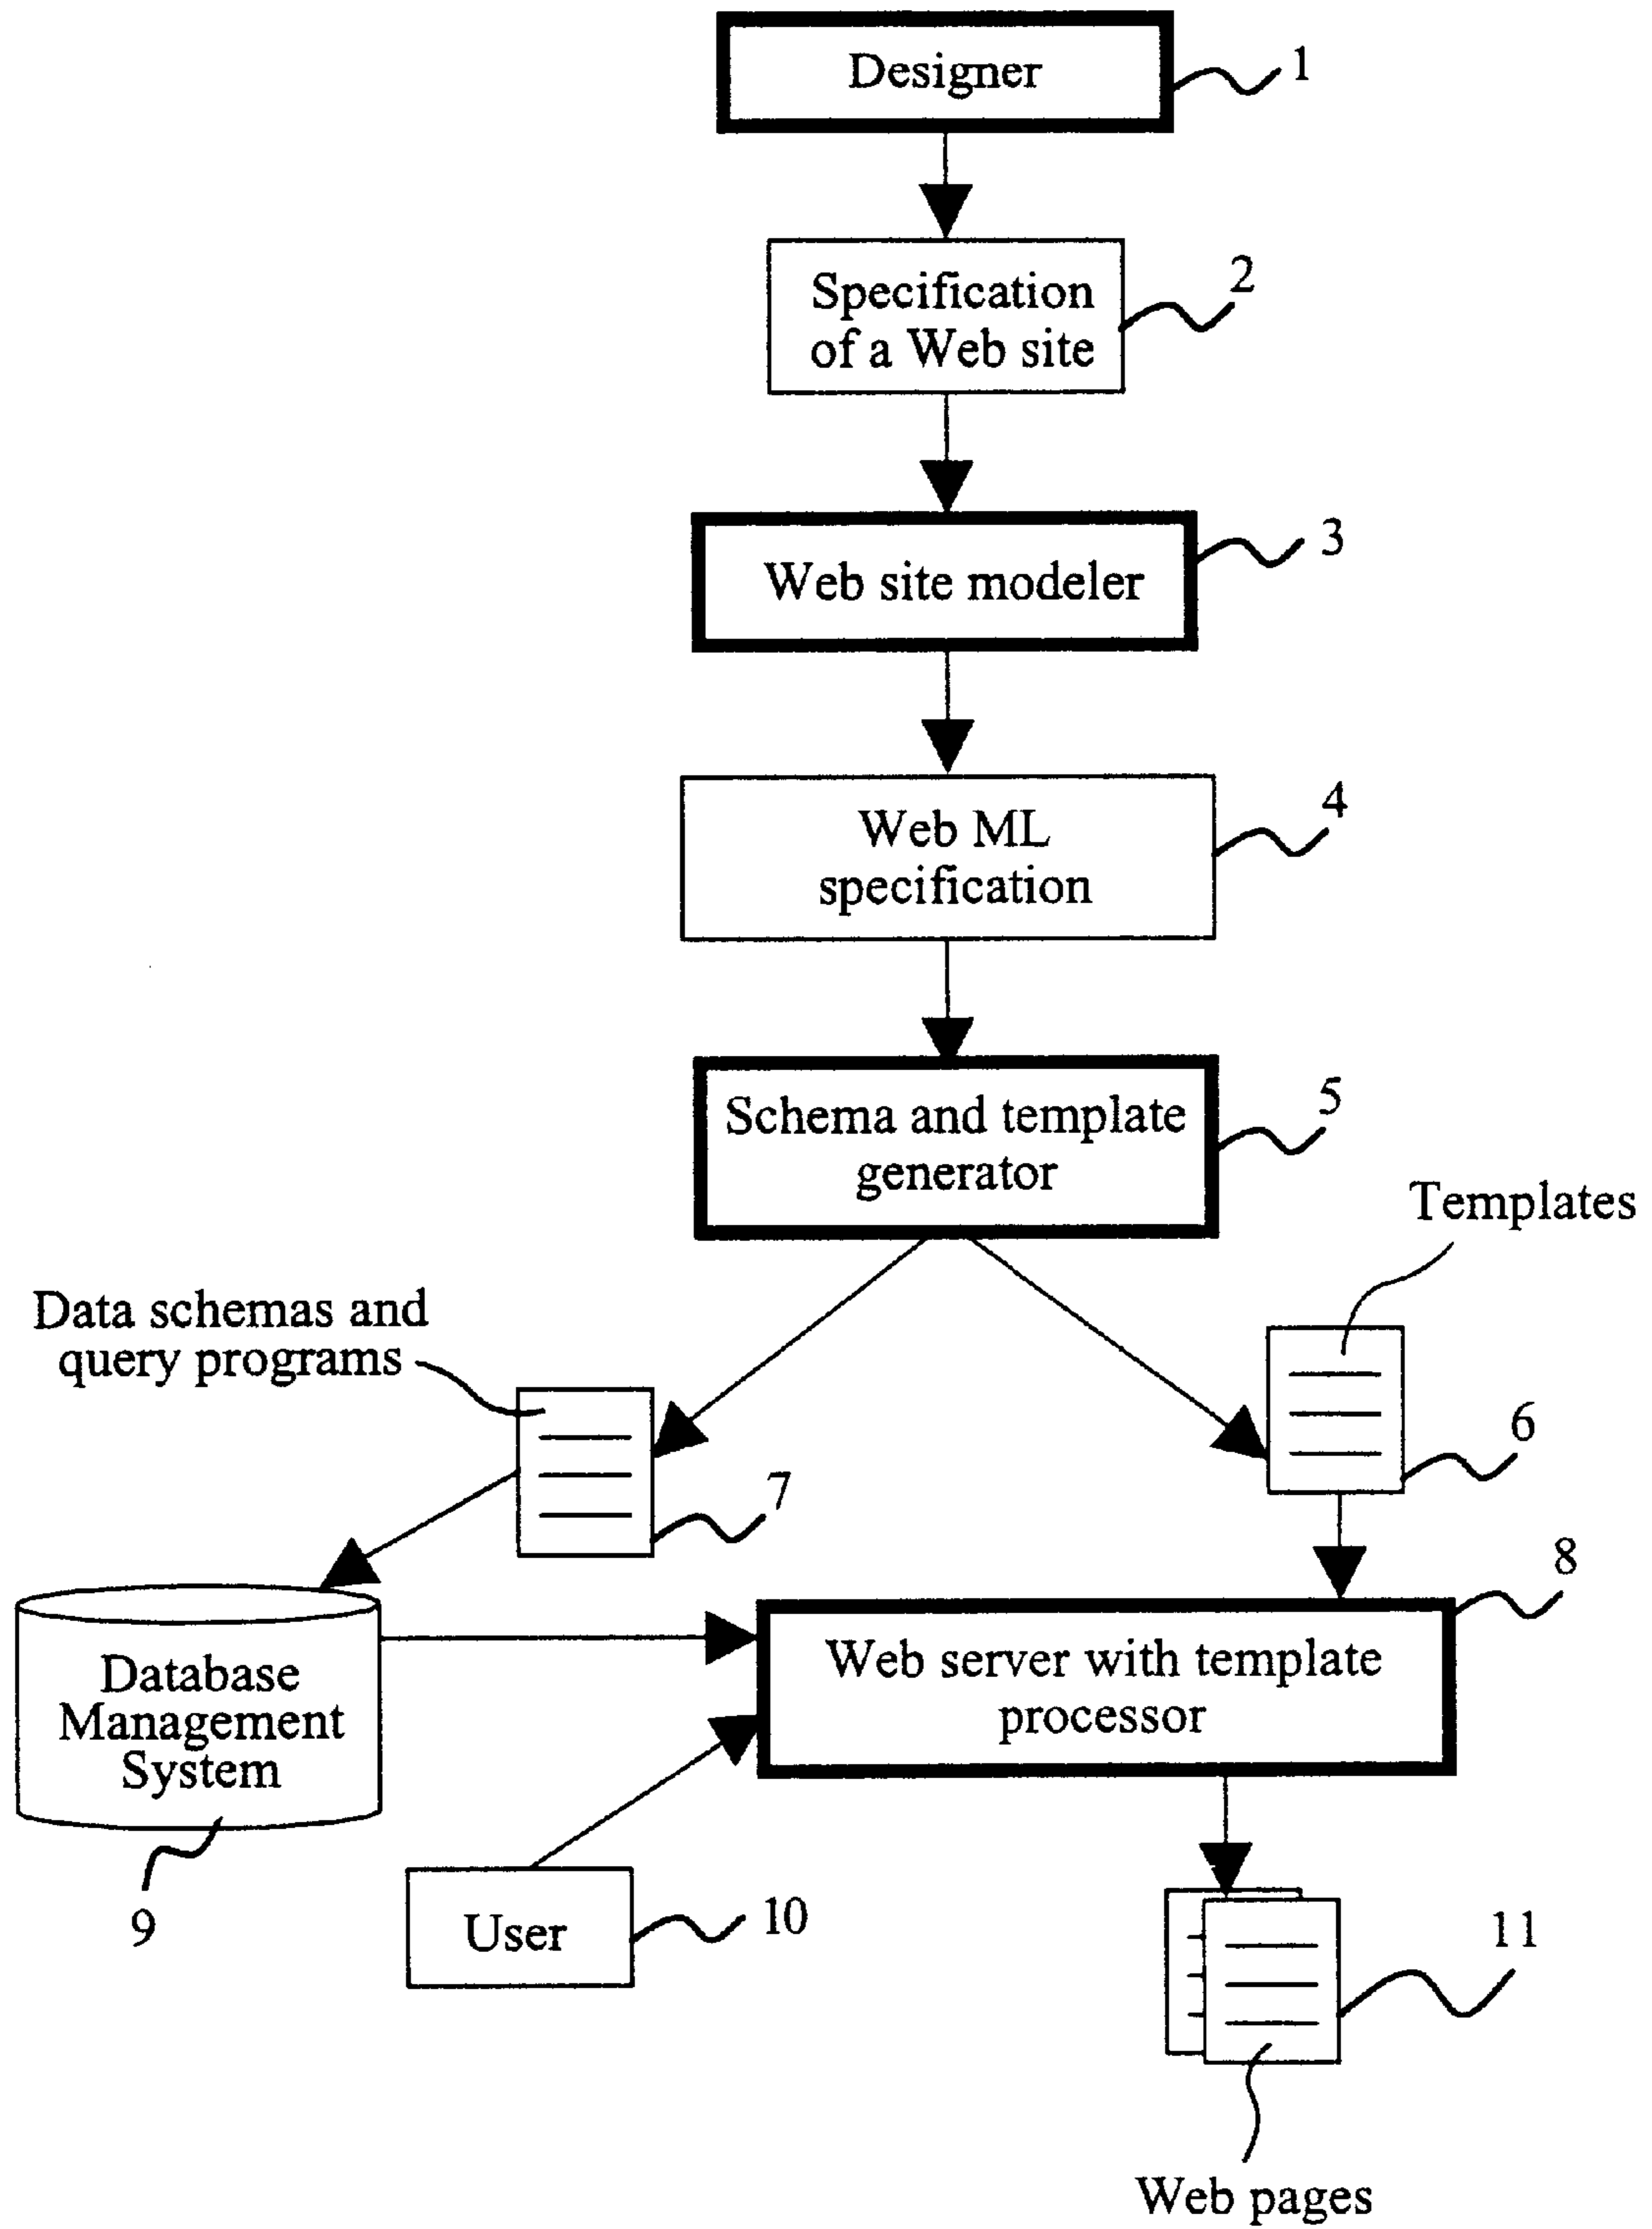 Designer
1
Specification
of a Web site
2
Web site modeler
3
Web ML
specification
4
Schema and template
generator
5
Templates
6
Data schemas and
query programs
7
Web server with template
processor
8
Database
Management
System
9
User
10
11
Web pages